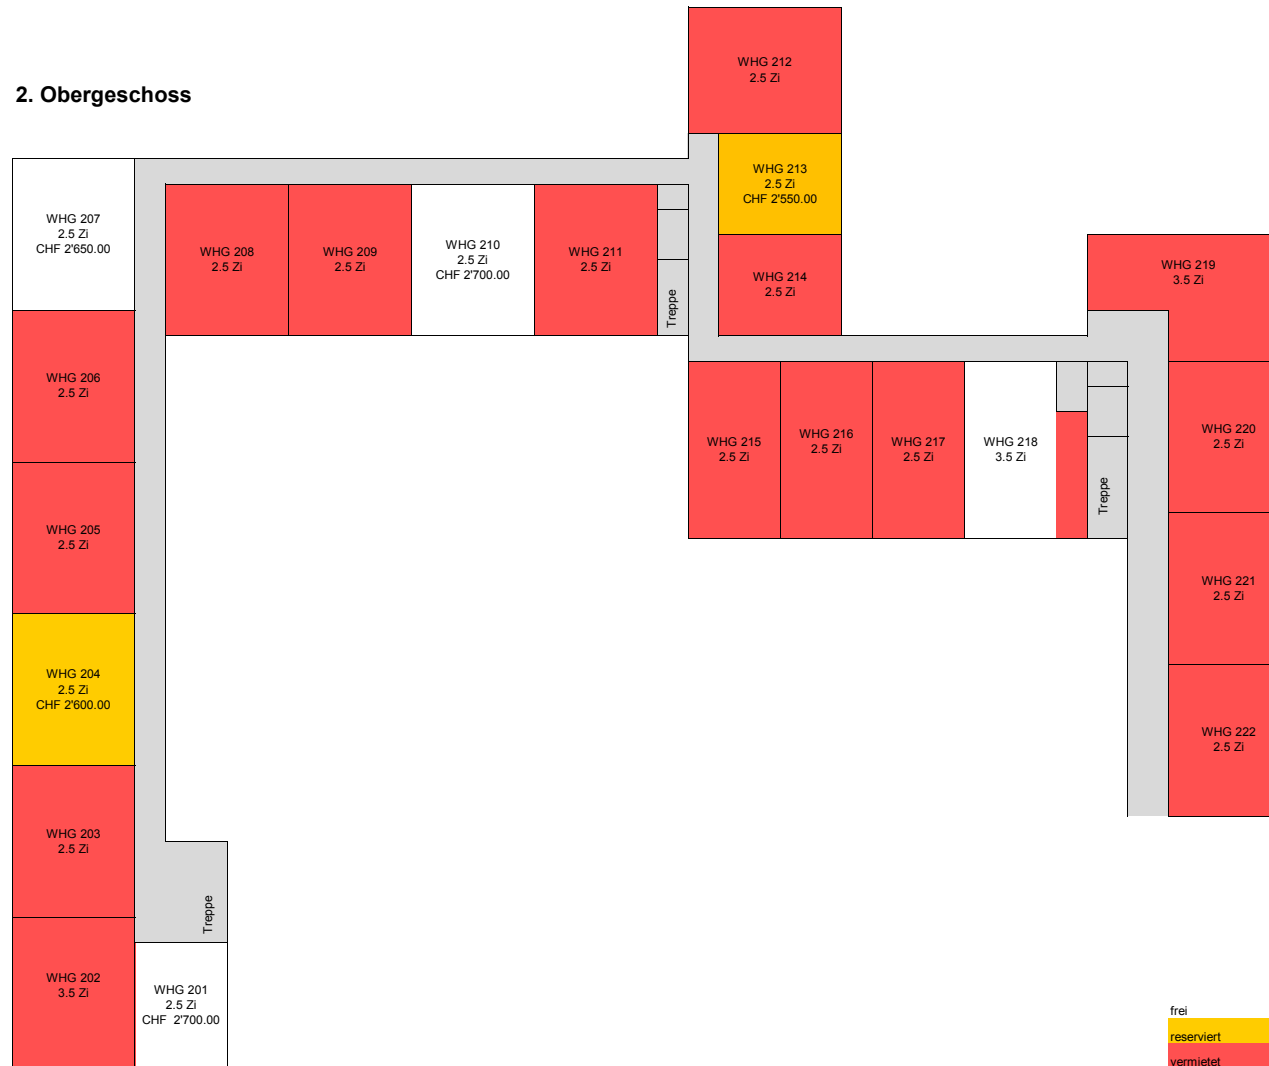 2. Obergeschoss
WHG 212
2.5 Zi
WHG 213
2.5 Zi
CHF 2'550.00
WHG 214
2.5 Zi
WHG 207
2.5 Zi
CHF 2'650.00
WHG 208
2.5 Zi
WHG 209
2.5 Zi
WHG 210
2.5 Zi
CHF 2'700.00
WHG 211
2.5 Zi
Treppe
WHG 219
3.5 Zi
WHG 206
2.5 Zi
WHG 215
2.5 Zi
WHG 216
2.5 Zi
WHG 217
2.5 Zi
WHG 218
3.5 Zi
Treppe
WHG 220
2.5 Zi
WHG 205
2.5 Zi
WHG 221
2.5 Zi
WHG 204
2.5 Zi
CHF 2'600.00
WHG 222
2.5 Zi
WHG 203
2.5 Zi
Treppe
WHG 202
3.5 Zi
WHG 201
2.5 Zi
CHF  2'700.00
frei
reserviert
vermietet